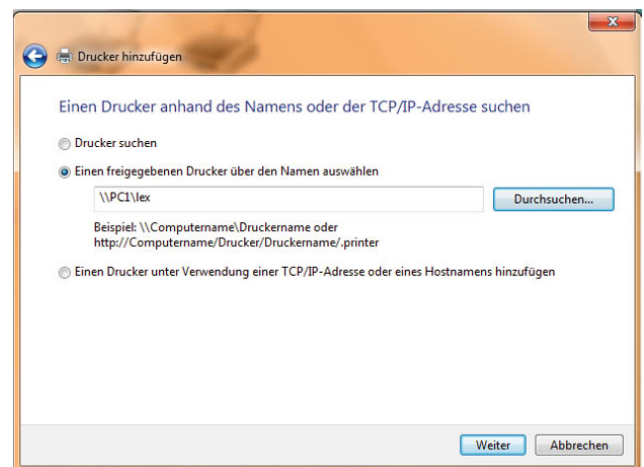 Drucker hinzufügen
Einen Drucker anhand des Namens oder der TCP/IP-Adresse suchen
Drucker suchen
Einen freigegebenen Drucker über den Namen auswählen
\\PC1\lex
Durchsuchen...
Beispiel: \\Computername\Druckername oder
http://Computername/Drucker/Druckername/.printer
Einen Drucker unter Verwendung einer TCP/IP-Adresse oder eines Hostnamens hinzufügen
Weiter
Abbrechen